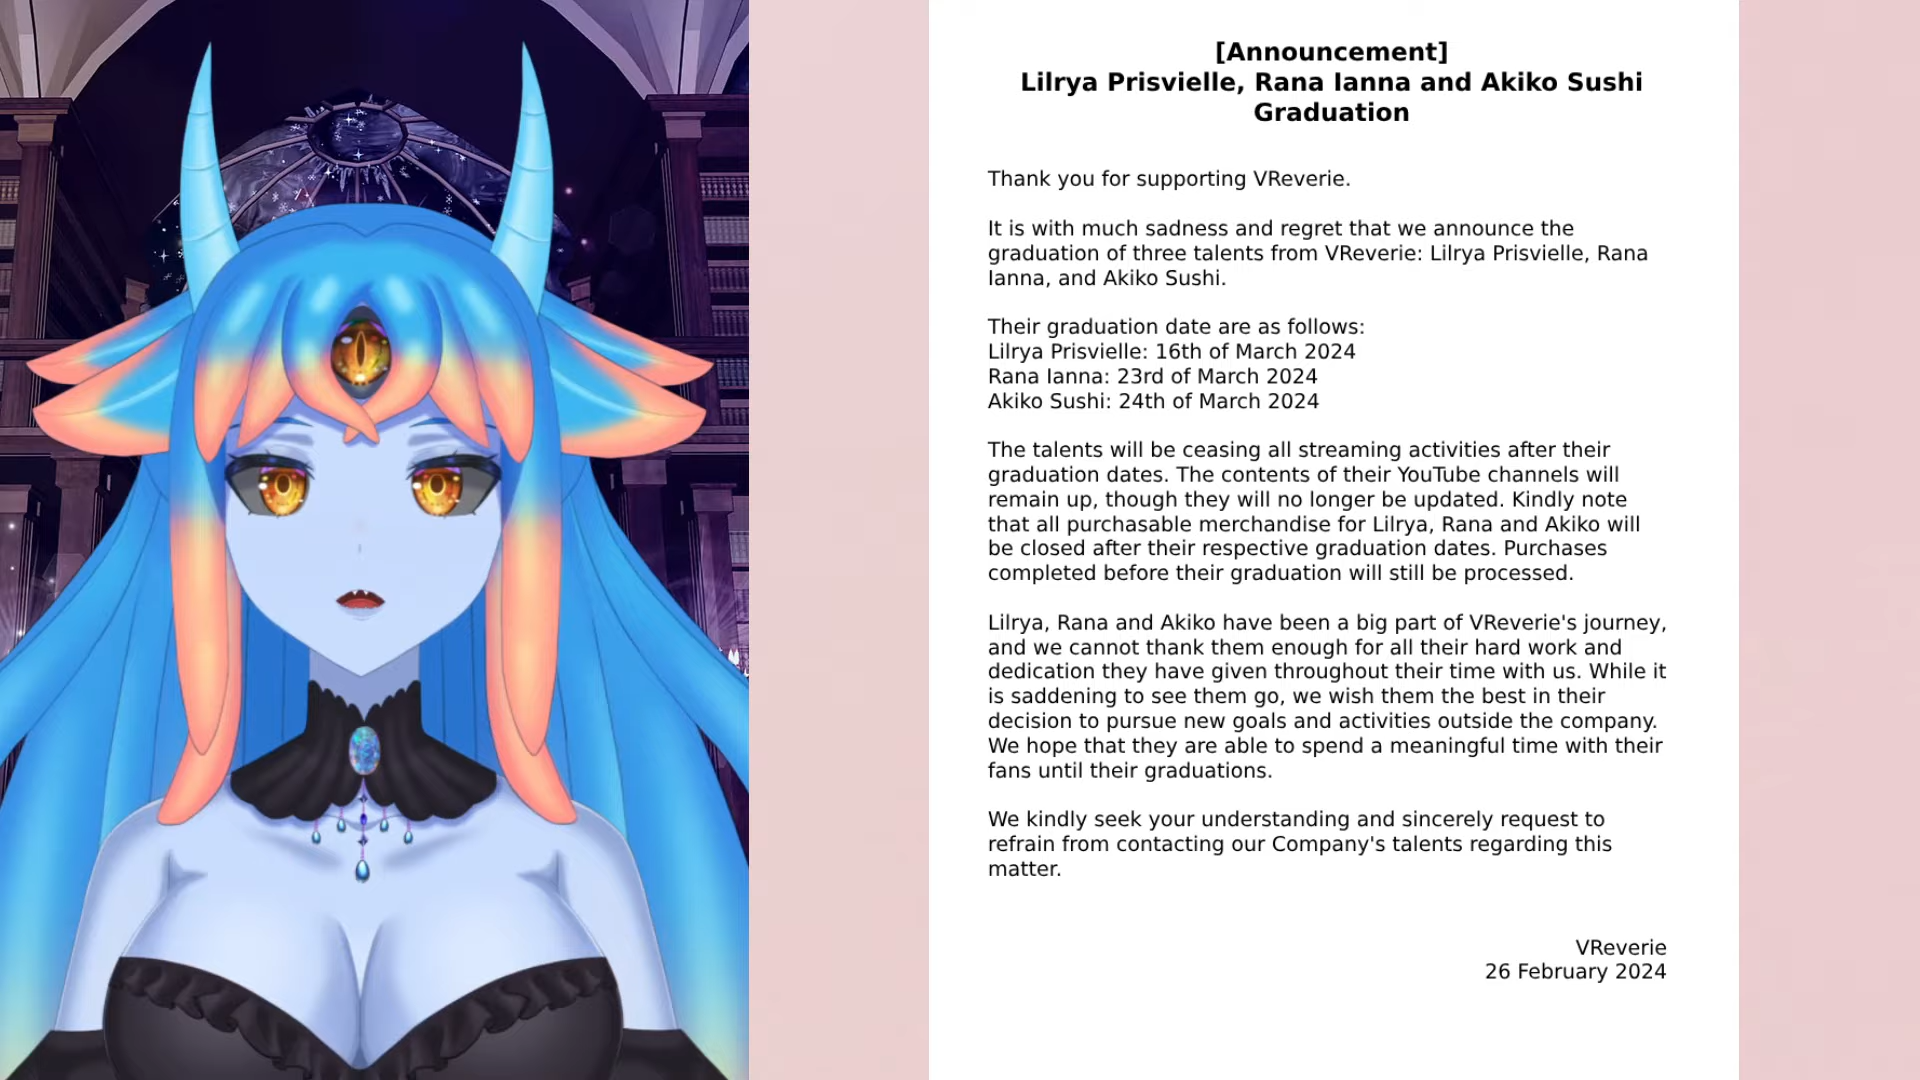 [Announcement]
Lilrya Prisvielle, Rana Ianna and Akiko Sushi
Graduation
Thank you for supporting VReverie.
It is with much sadness and regret that we announce the
graduation of three talents from VReverie: Lilrya Prisvielle, Rana
Ianna, and Akiko Sushi.
Their graduation date are as follows:
Lilrya Prisvielle: 16th of March 2024
Rana Ianna: 23rd of March 2024
Akiko Sushi: 24th of March 2024
The talents will be ceasing all streaming activities after their
graduation dates. The contents of their YouTube channels will
remain up, though they will no longer be updated. Kindly note
that all purchasable merchandise for Lilrya, Rana and Akiko will
be closed after their respective graduation dates. Purchases
completed before their graduation will still be processed.
Lilrya, Rana and Akiko have been a big part of VReverie's journey,
and we cannot thank them enough for all their hard work and
dedication they have given throughout their time with us. While it
is saddening to see them go, we wish them the best in their
decision to pursue new goals and activities outside the company.
We hope that they are able to spend a meaningful time with their
fans until their graduations.
We kindly seek your understanding and sincerely request to
refrain from contacting our Company's talents regarding this
matter.
VReverie
26 February 2024